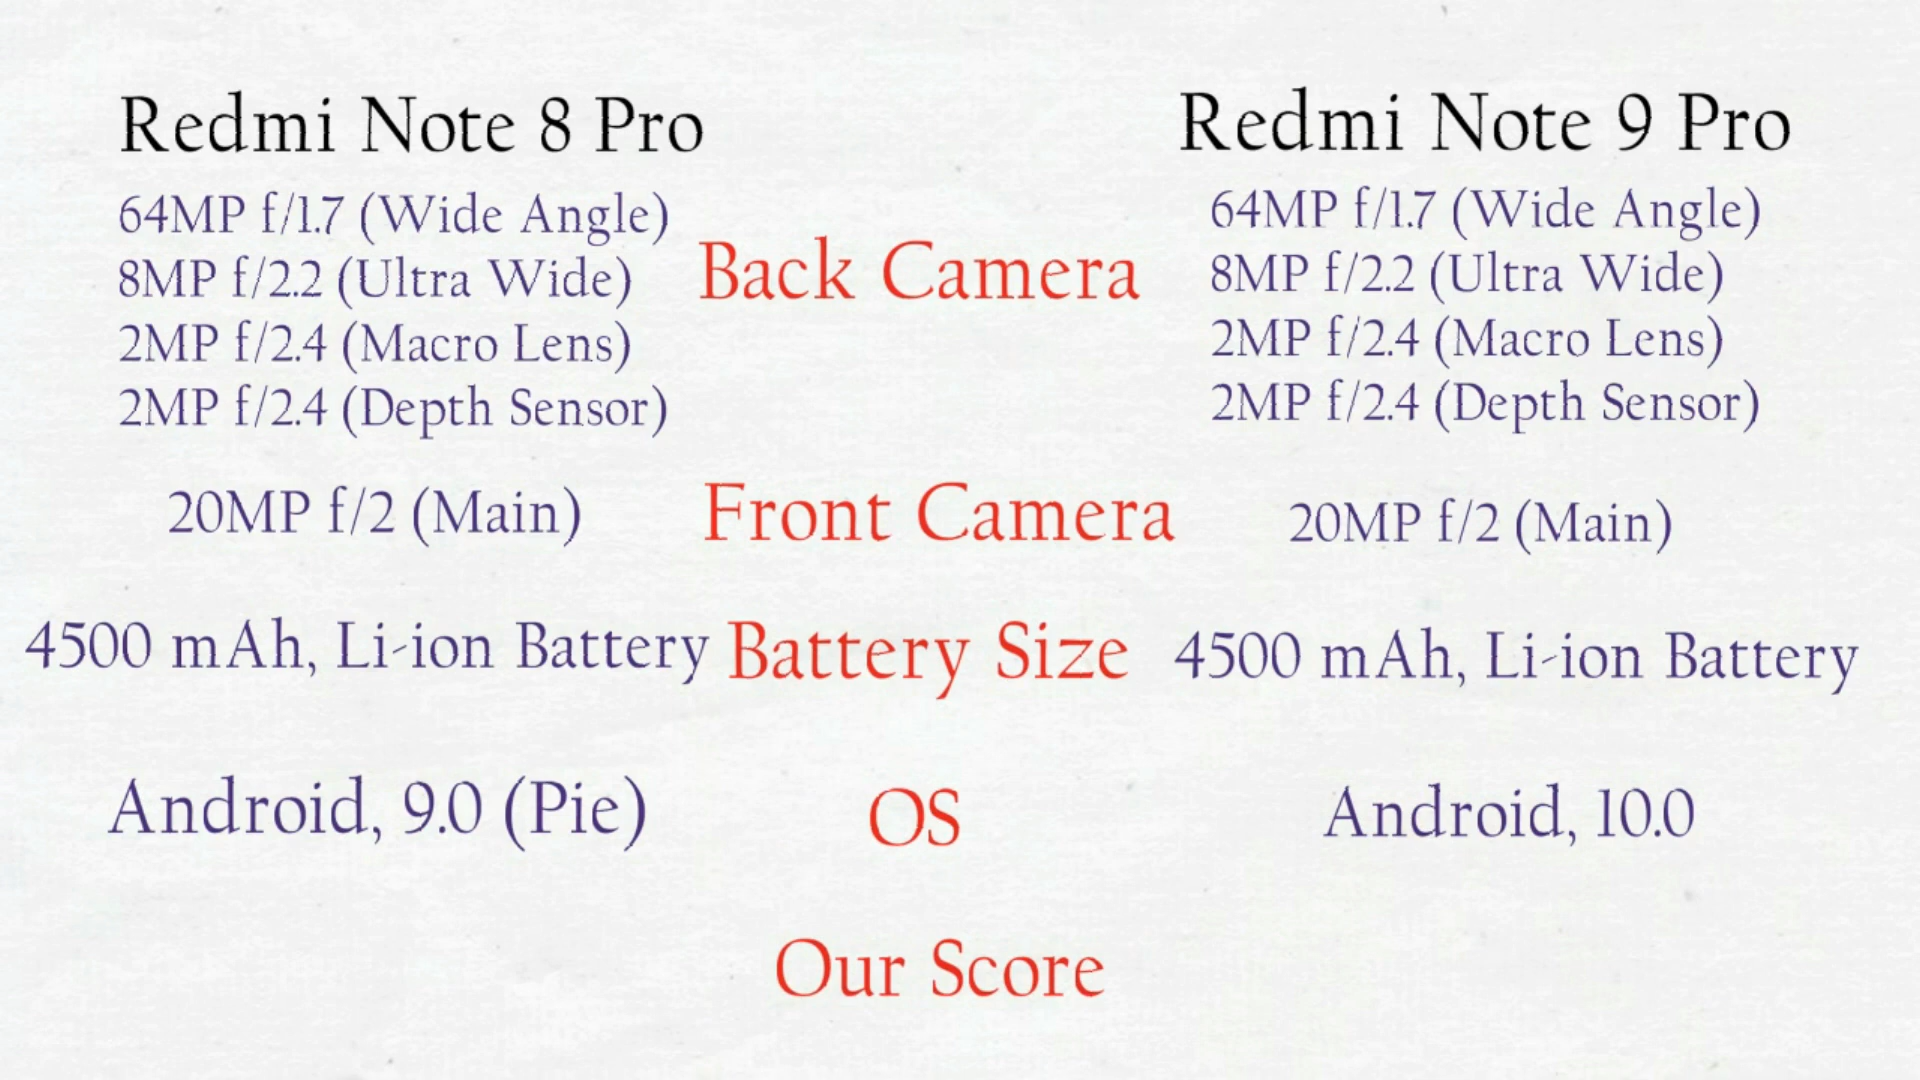 Redmi Note 8 Pro
Redmi Note 9 Pro
64MP f/1.7 (Wide Angle)
8MP f/2.2 (Ultra Wide)
2MP f/2.4 (Macro Lens)
2MP f/2.4 (Depth Sensor)
Back Camera
64MP f/1.7 (Wide Angle)
8MP f/2.2 (Ultra Wide)
2MP f/2.4 (Macro Lens)
2MP f/2.4 (Depth Sensor)
20MP f/2 (Main)
Front Camera
20MP f/2 (Main)
4500 mAh, Li-ion Battery
Battery Size
4500 mAh, Li-ion Battery
Android, 9.0 (Pie)
OS
Android, 10.0
Our Score